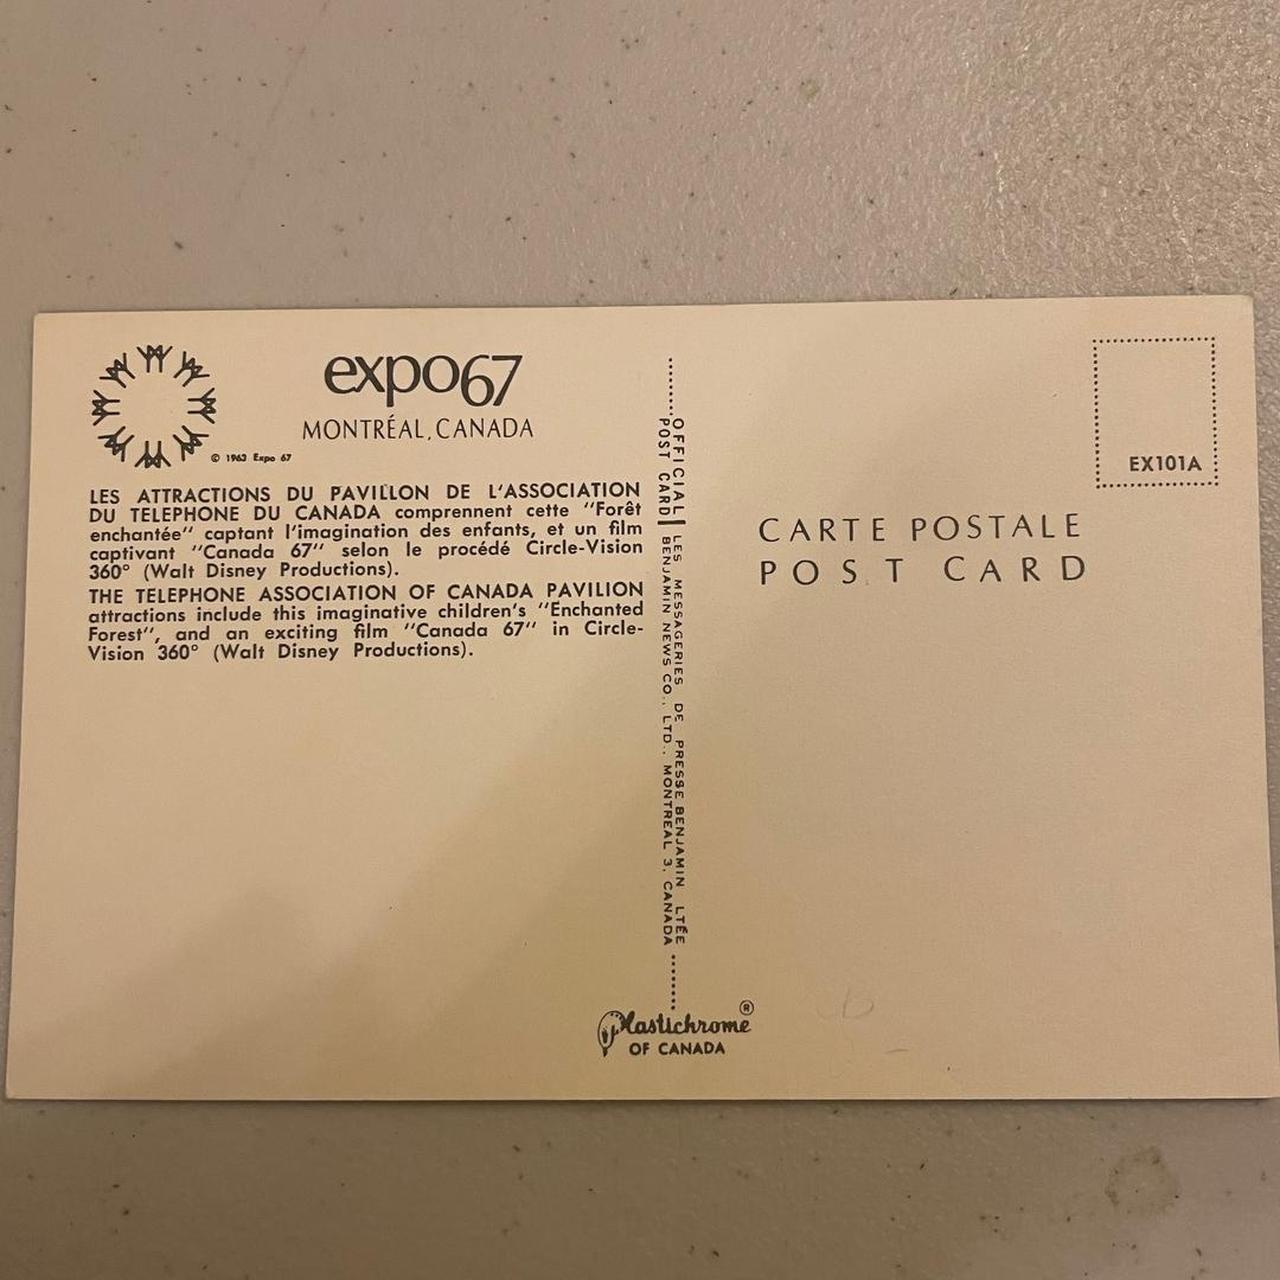 expo67
MONTRÉAL, CANADA
© 1963 Expo 67
LES ATTRACTIONS DU PAVILLON DE L'ASSOCIATION
DU TELEPHONE DU CANADA comprennent cette "Forêt
enchantée" captant l'imagination des enfants, et un film
captivant "Canada 67" selon le procédé Circle-Vision
360° (Walt Disney Productions).
THE TELEPHONE ASSOCIATION OF CANADA PAVILION
attractions include this imaginative children's "Enchanted
Forest", and an exciting film "Canada 67" in Circle-
Vision 360° (Walt Disney Productions).
OFFICIAL
POST CARD
LES MESSAGERIES DE PRESSE BENJAMIN LTÉE
BENJAMIN NEWS CO., LTD., MONTREAL 3, CANADA
Plastichrome ®
OF CANADA
EX101A
CARTE POSTALE
POST CARD